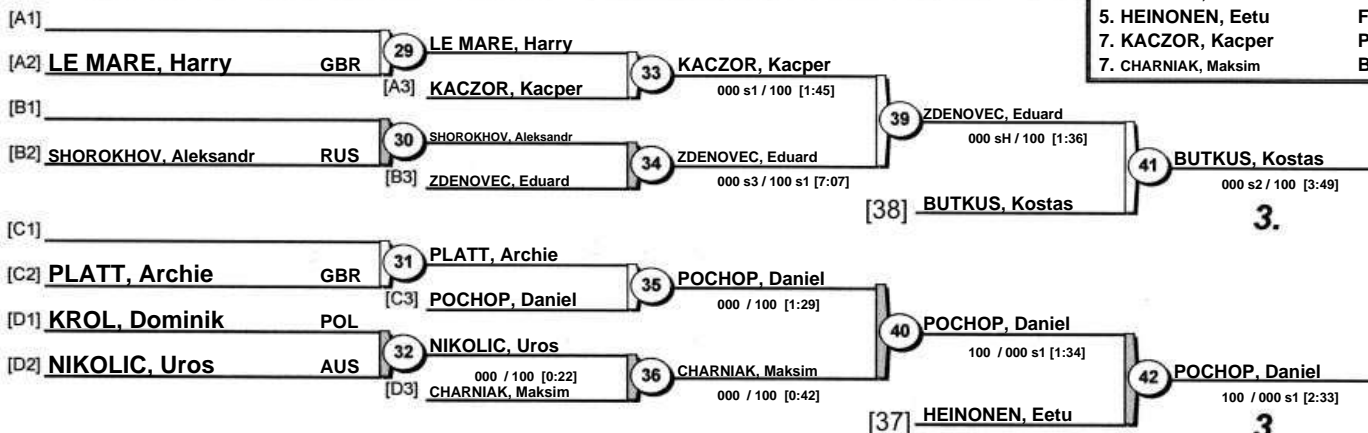 5. HEINONEN, Eetu F
7. KACZOR, Kacper P
7. CHARNIAK, Maksim B
[A1]
[A2] LE MARE, Harry GBR
29
LE MARE, Harry
[A3] KACZOR, Kacper
33
KACZOR, Kacper
000 s1 / 100 [1:45]
[B1]
[B2] SHOROKHOV, Aleksandr RUS
30
SHOROKHOV, Aleksandr
[B3] ZDENOVEC, Eduard
34
ZDENOVEC, Eduard
000 s3 / 100 s1 [7:07]
39
ZDENOVEC, Eduard
000 sH / 100 [1:36]
[38] BUTKUS, Kostas
41
BUTKUS, Kostas
000 s2 / 100 [3:49]
3.
[C1]
[C2] PLATT, Archie GBR
31
PLATT, Archie
[C3] POCHOP, Daniel
35
POCHOP, Daniel
000 / 100 [1:29]
[D1] KROL, Dominik POL
[D2] NIKOLIC, Uros AUS
32
NIKOLIC, Uros
000 / 100 [0:22]
[D3] CHARNIAK, Maksim
36
CHARNIAK, Maksim
000 / 100 [0:42]
40
POCHOP, Daniel
100 / 000 s1 [1:34]
[37] HEINONEN, Eetu
42
POCHOP, Daniel
100 / 000 s1 [2:33]
3